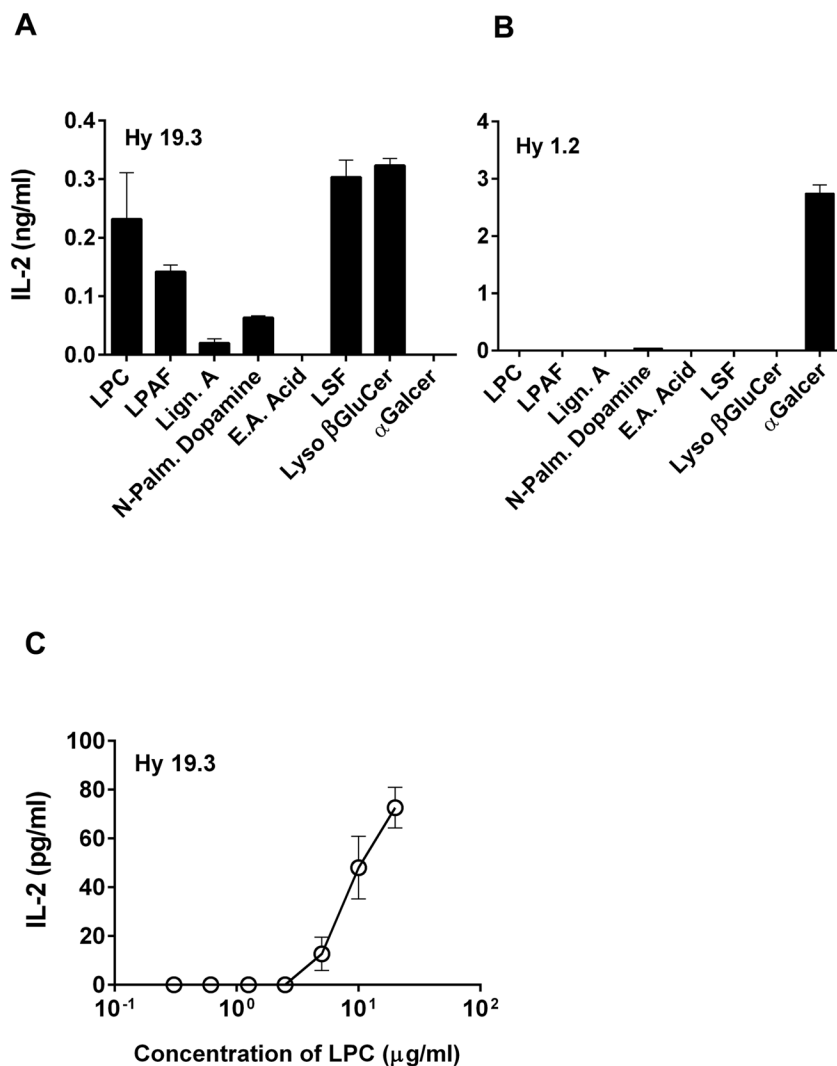 A
IL-2 (ng/ml)
Hy 19.3
0.4
0.3
0.2
0.1
0.0
LPC
LPAF
Lign. A
N-Palm. Dopamine
E.A. Acid
LSF
Lyso βGluCer
αGalcer
B
Hy 1.2
4
3
2
1
0
LPC
LPAF
Lign. A
N-Palm. Dopamine
E.A. Acid
LSF
Lyso βGluCer
αGalcer
C
IL-2 (pg/ml)
Hy 19.3
100
80
60
40
20
0
10⁻¹ 10⁰ 10¹ 10²
Concentration of LPC (μg/ml)